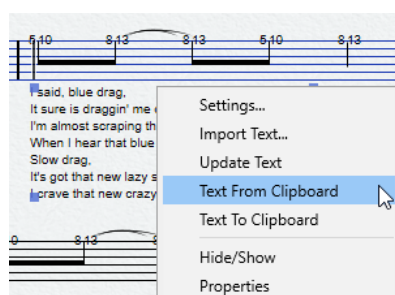 5 10 8 13 8 13 5 10 8 13
I said, blue drag,
It sure is draggin' me
I'm almost scraping th
When I hear that blue
Slow drag,
It's got that new lazy s
I crave that new crazy
Settings...
Import Text...
Update Text
Text From Clipboard
Text To Clipboard
Hide/Show
Properties
8 13